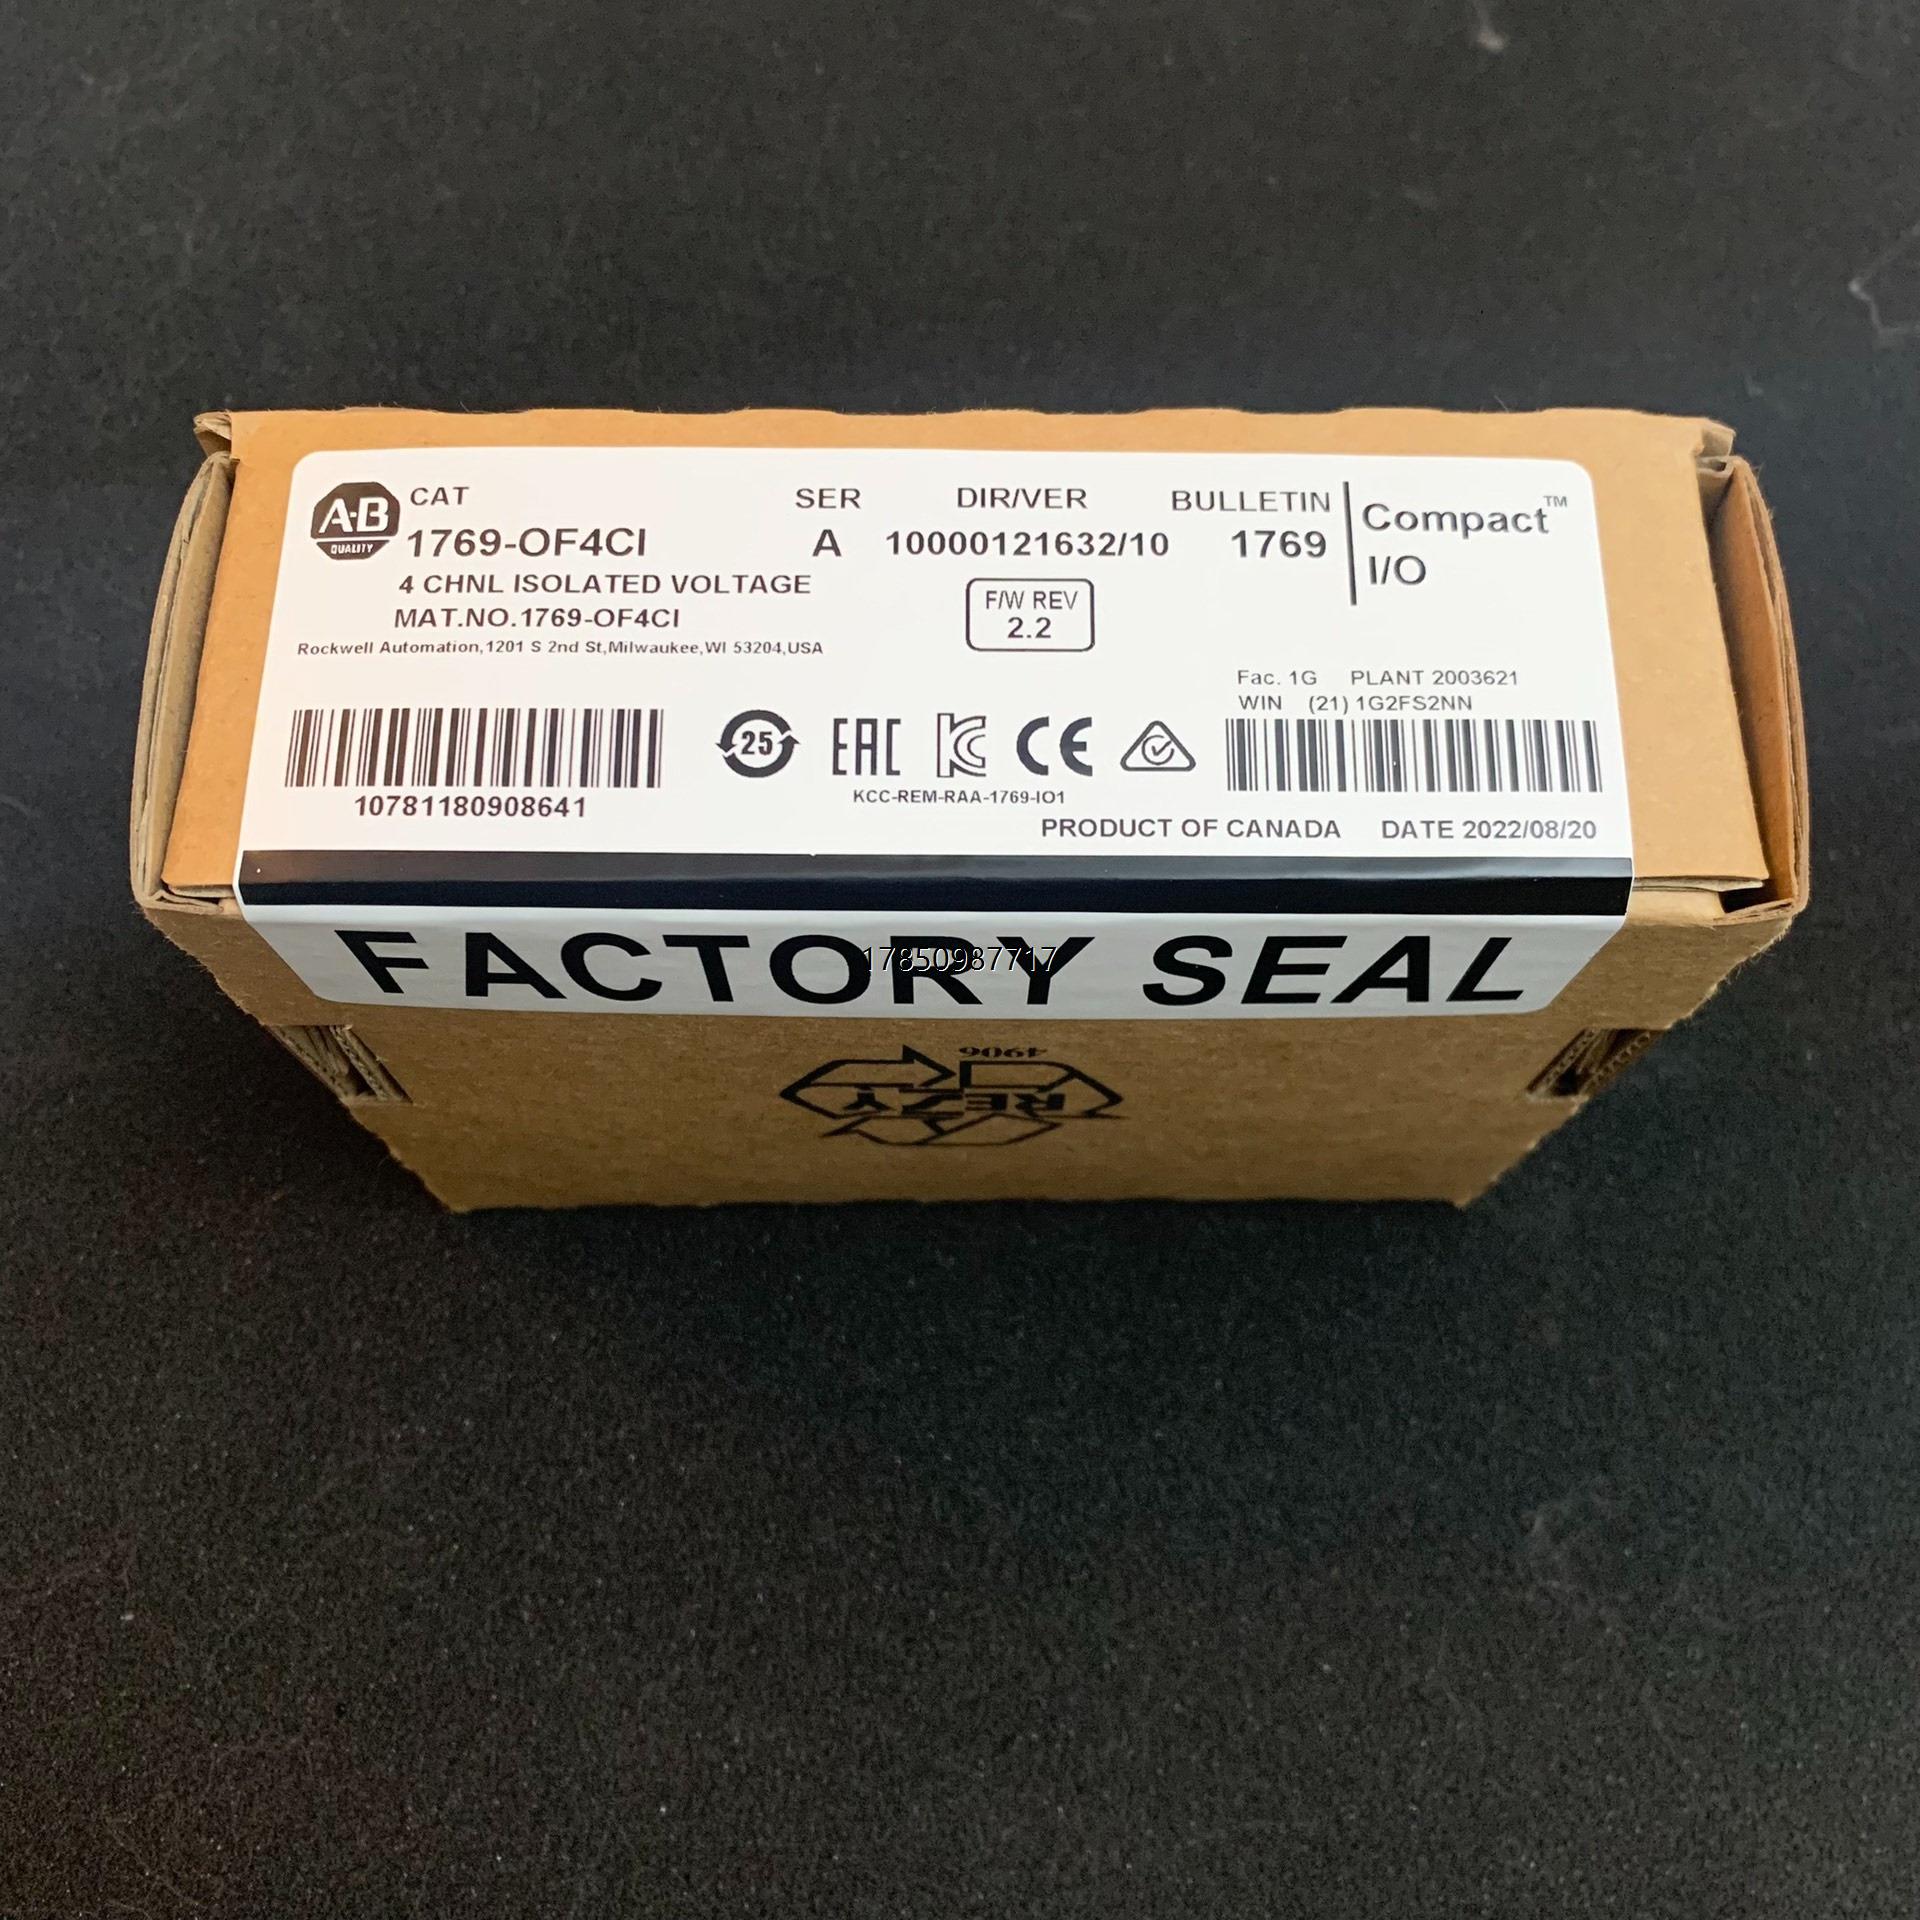 A-B
QUALITY
CAT
1769-OF4CI
4 CHNL ISOLATED VOLTAGE
MAT.NO.1769-OF4CI
Rockwell Automation,1201 S 2nd St,Milwaukee,WI 53204,USA
SER
A
DIR/VER
10000121632/10
F/W REV
2.2
BULLETIN
1769
Compact™
I/O
Fac. 1G PLANT 2003621
WIN (21) 1G2FS2NN
10781180908641
25
EAC
KC
CE
KCC-REM-RAA-1769-IO1
PRODUCT OF CANADA DATE 2022/08/20
FACTORY SEAL
17850987717
4906
REZY